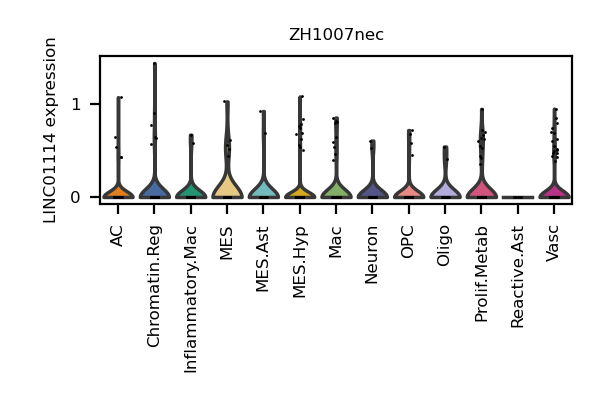 ZH1007nec
LINC01114 expression
1
0
AC
Chromatin.Reg
Inflammatory.Mac
MES
MES.Ast
MES.Hyp
Mac
Neuron
OPC
Oligo
Prolif.Metab
Reactive.Ast
Vasc